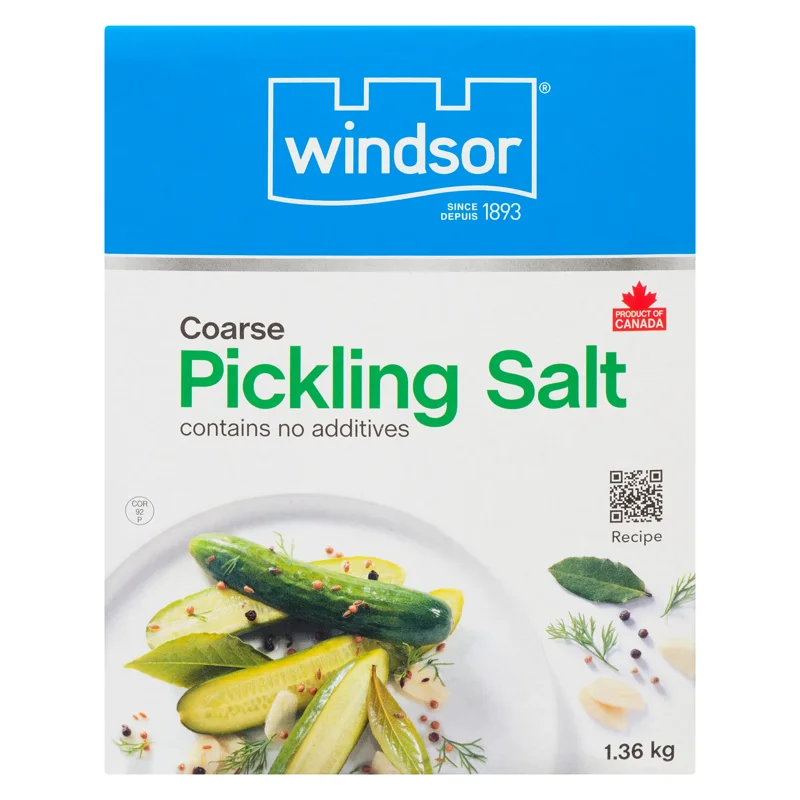 windsor®
SINCE
DEPUIS 1893
PRODUCT OF
CANADA
Coarse
Pickling Salt
contains no additives
COR
92
P
Recipe
1.36 kg